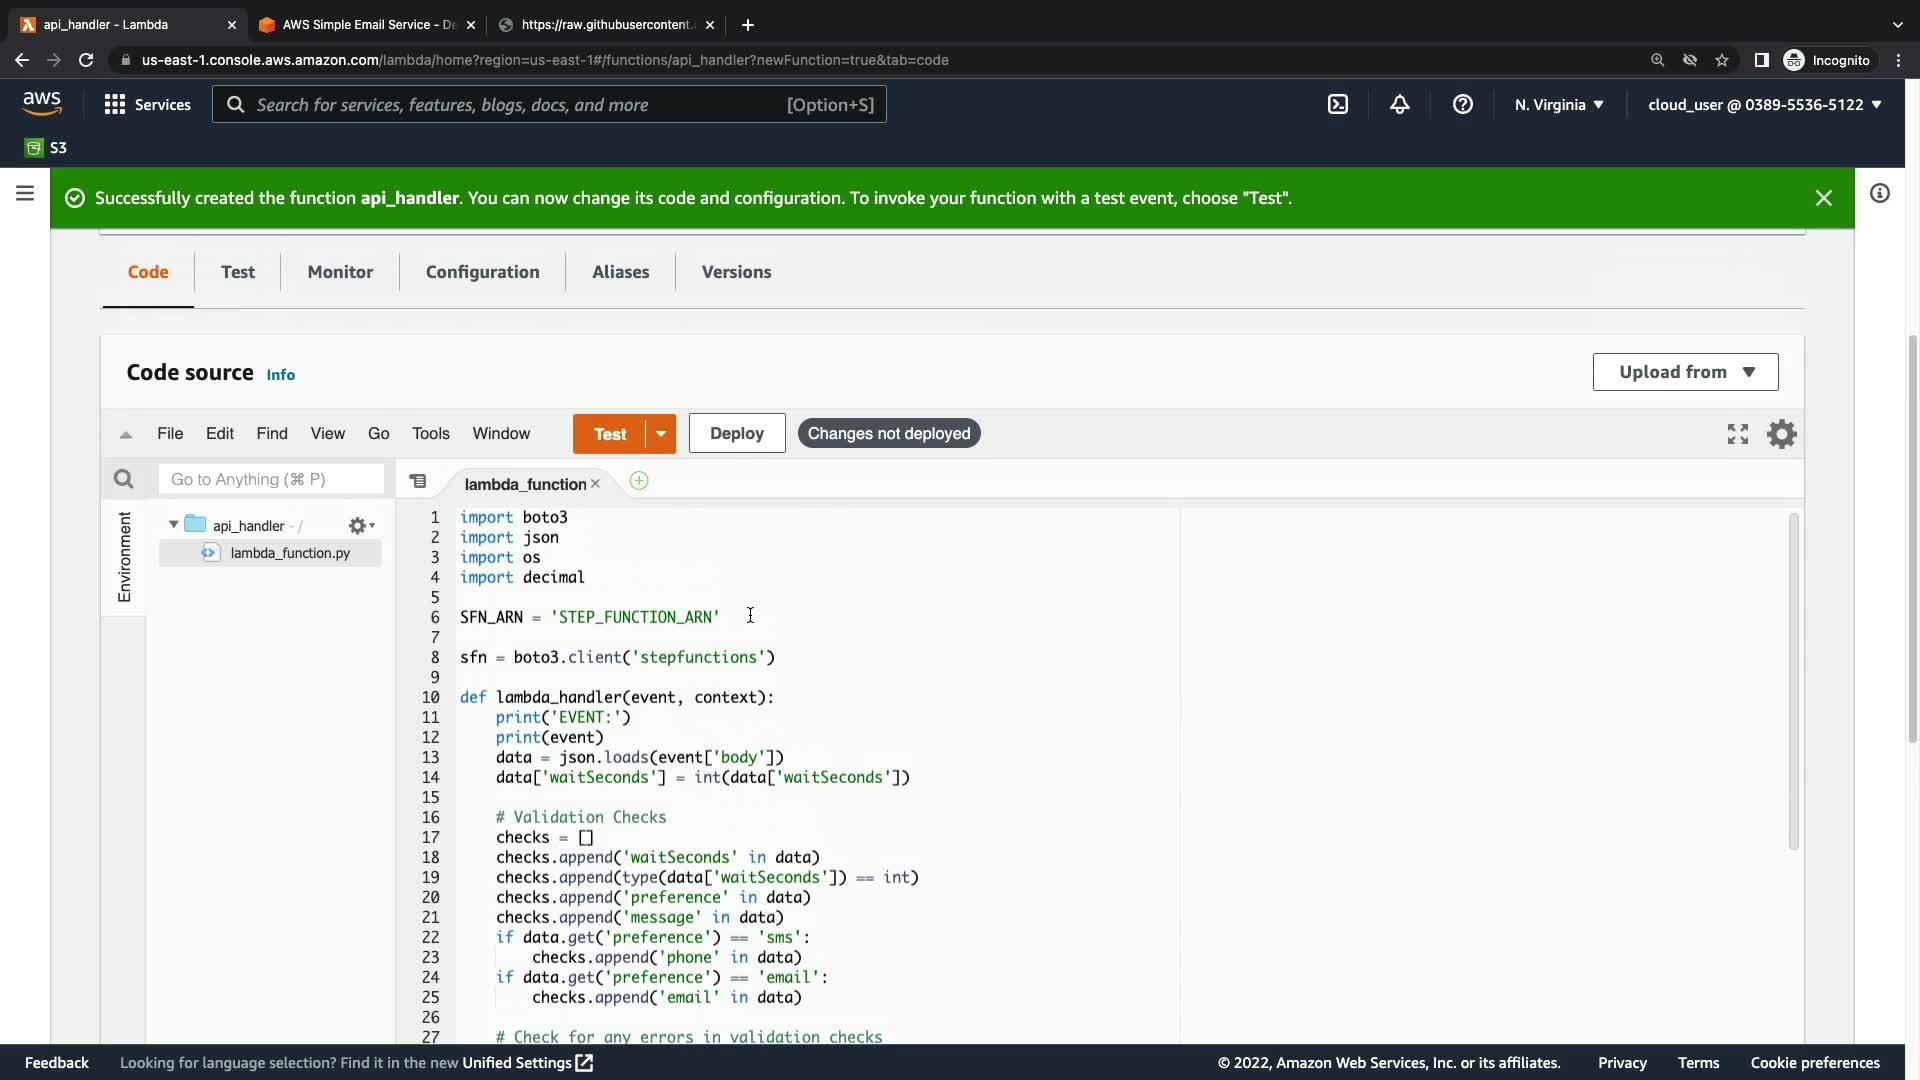 api_handler - Lambda
AWS Simple Email Service - De
https://raw.githubusercontent.
us-east-1.console.aws.amazon.com/lambda/home?region=us-east-1#/functions/api_handler?newFunction=true&tab=code
Incognito
aws
Services
Search for services, features, blogs, docs, and more
[Option+S]
N. Virginia ▼
cloud_user @ 0389-5536-5122 ▼
S3
Successfully created the function api_handler. You can now change its code and configuration. To invoke your function with a test event, choose "Test".
Code
Test
Monitor
Configuration
Aliases
Versions
Code source Info
Upload from ▼
File Edit Find View Go Tools Window
Test
Deploy
Changes not deployed
Go to Anything (⌘ P)
lambda_function
Environment
api_handler - /
lambda_function.py
1 import boto3
2 import json
3 import os
4 import decimal
5
6 SFN_ARN = 'STEP_FUNCTION_ARN'
7
8 sfn = boto3.client('stepfunctions')
9
10 def lambda_handler(event, context):
11     print('EVENT:')
12     print(event)
13     data = json.loads(event['body'])
14     data['waitSeconds'] = int(data['waitSeconds'])
15
16     # Validation Checks
17     checks = []
18     checks.append('waitSeconds' in data)
19     checks.append(type(data['waitSeconds']) == int)
20     checks.append('preference' in data)
21     checks.append('message' in data)
22     if data.get('preference') == 'sms':
23         checks.append('phone' in data)
24     if data.get('preference') == 'email':
25         checks.append('email' in data)
26
27     # Check for any errors in validation checks
Feedback
Looking for language selection? Find it in the new Unified Settings
© 2022, Amazon Web Services, Inc. or its affiliates.
Privacy
Terms
Cookie preferences